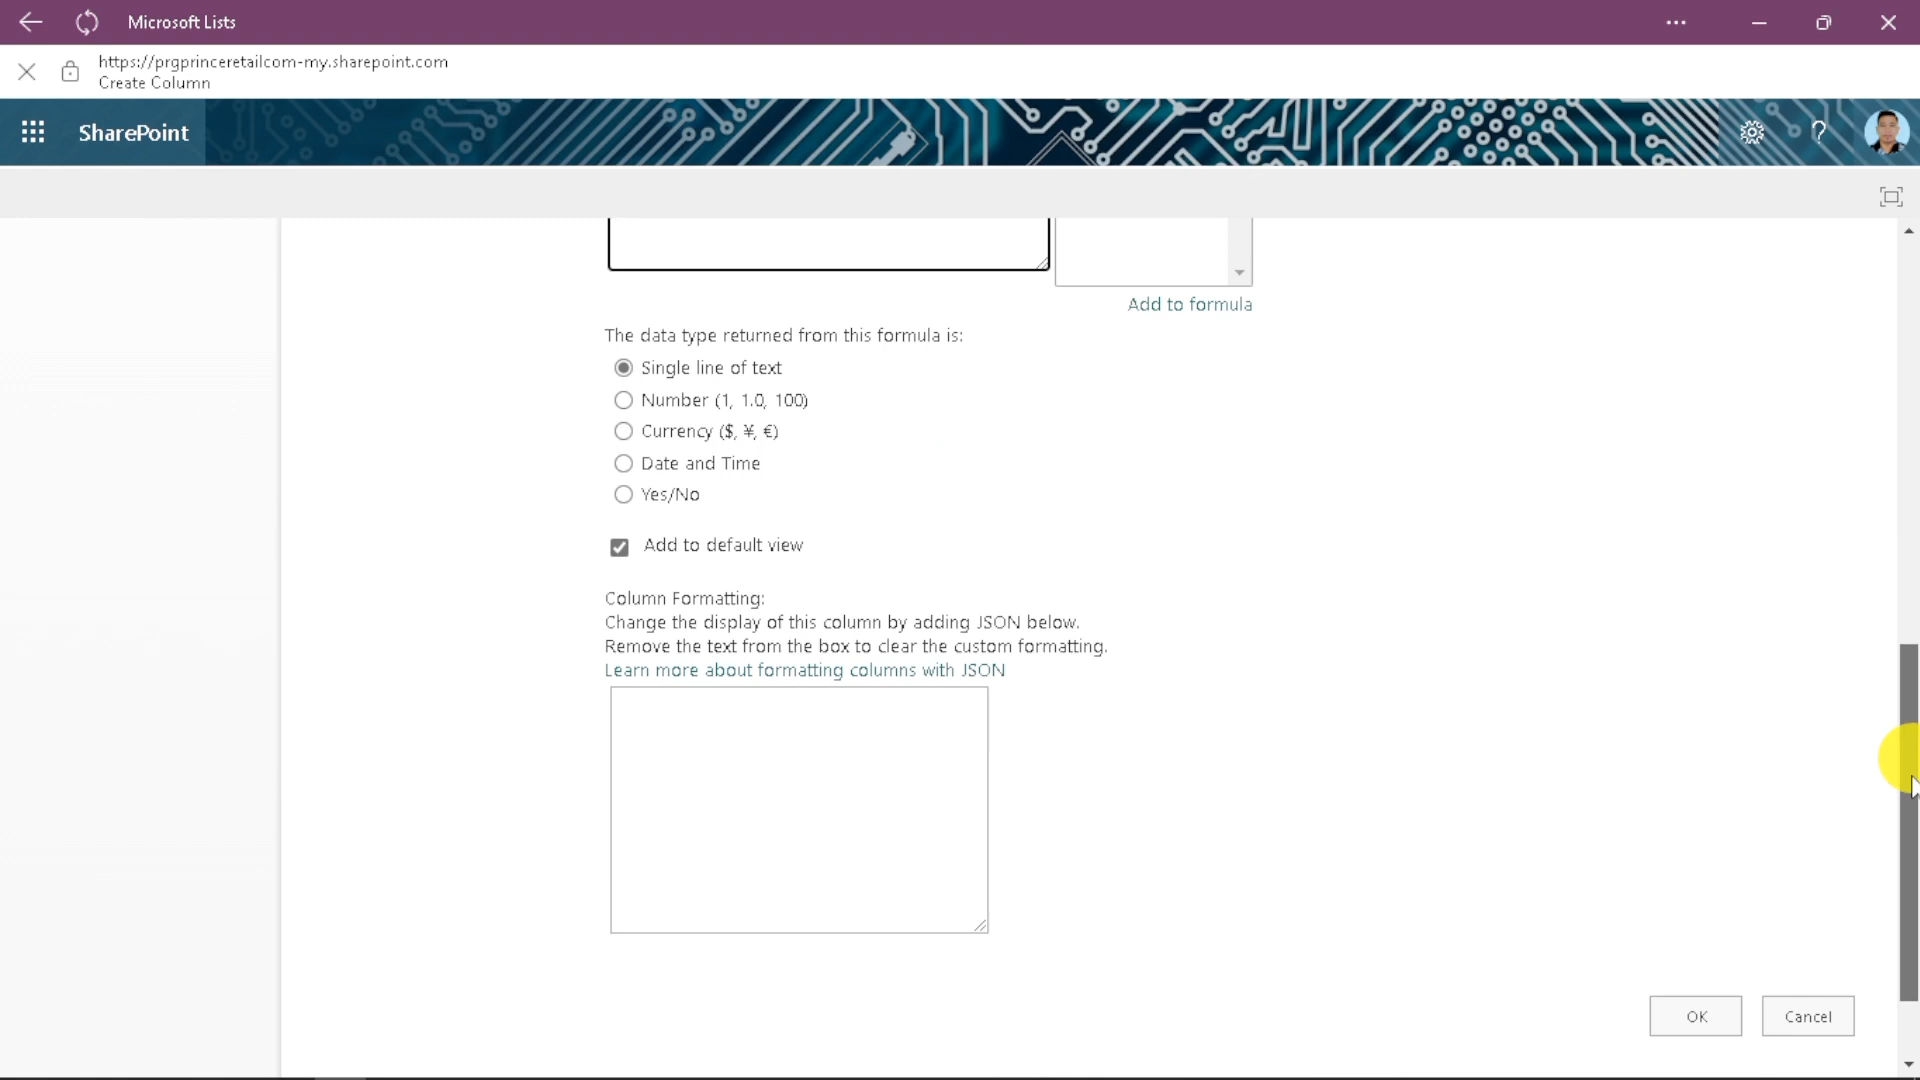 Microsoft Lists
https://prgprinceretailcom-my.sharepoint.com
Create Column
SharePoint
Add to formula
The data type returned from this formula is:
Single line of text
Number (1, 1.0, 100)
Currency ($, ¥, €)
Date and Time
Yes/No
Add to default view
Column Formatting:
Change the display of this column by adding JSON below.
Remove the text from the box to clear the custom formatting.
Learn more about formatting columns with JSON
OK
Cancel